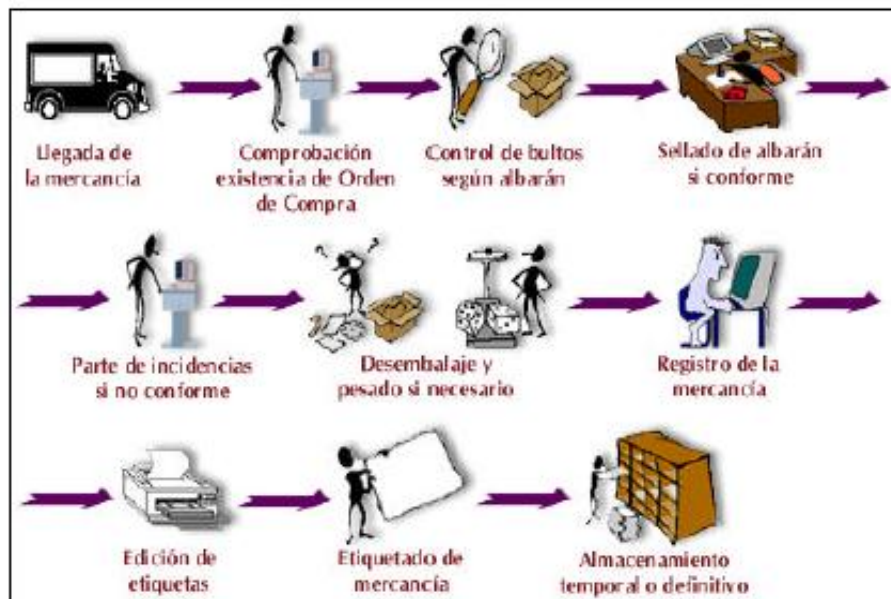 Llegada de
la mercancía
Comprobación
existencia de Orden
de Compra
Control de bultos
según albarán
Sellado de albarán
si conforme
Parte de incidencias
si no conforme
Desembalaje y
pesado si necesario
Registro de la
mercancía
Edición de
etiquetas
Etiquetado de
mercancía
Almacenamiento
temporal o definitivo